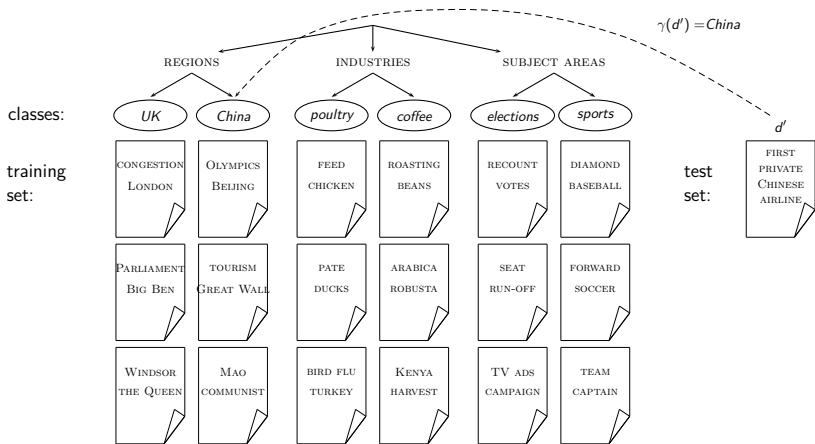 γ(d′) =China
REGIONS INDUSTRIES SUBJECT AREAS
classes: UK China poultry coffee elections sports
d′
training set:
CONGESTION
LONDON
OLYMPICS
BEIJING
FEED
CHICKEN
ROASTING
BEANS
RECOUNT
VOTES
DIAMOND
BASEBALL
test set:
FIRST
PRIVATE
CHINESE
AIRLINE
PARLIAMENT
BIG BEN
TOURISM
GREAT WALL
PATE
DUCKS
ARABICA
ROBUSTA
SEAT
RUN-OFF
FORWARD
SOCCER
WINDSOR
THE QUEEN
MAO
COMMUNIST
BIRD FLU
TURKEY
KENYA
HARVEST
TV ADS
CAMPAIGN
TEAM
CAPTAIN